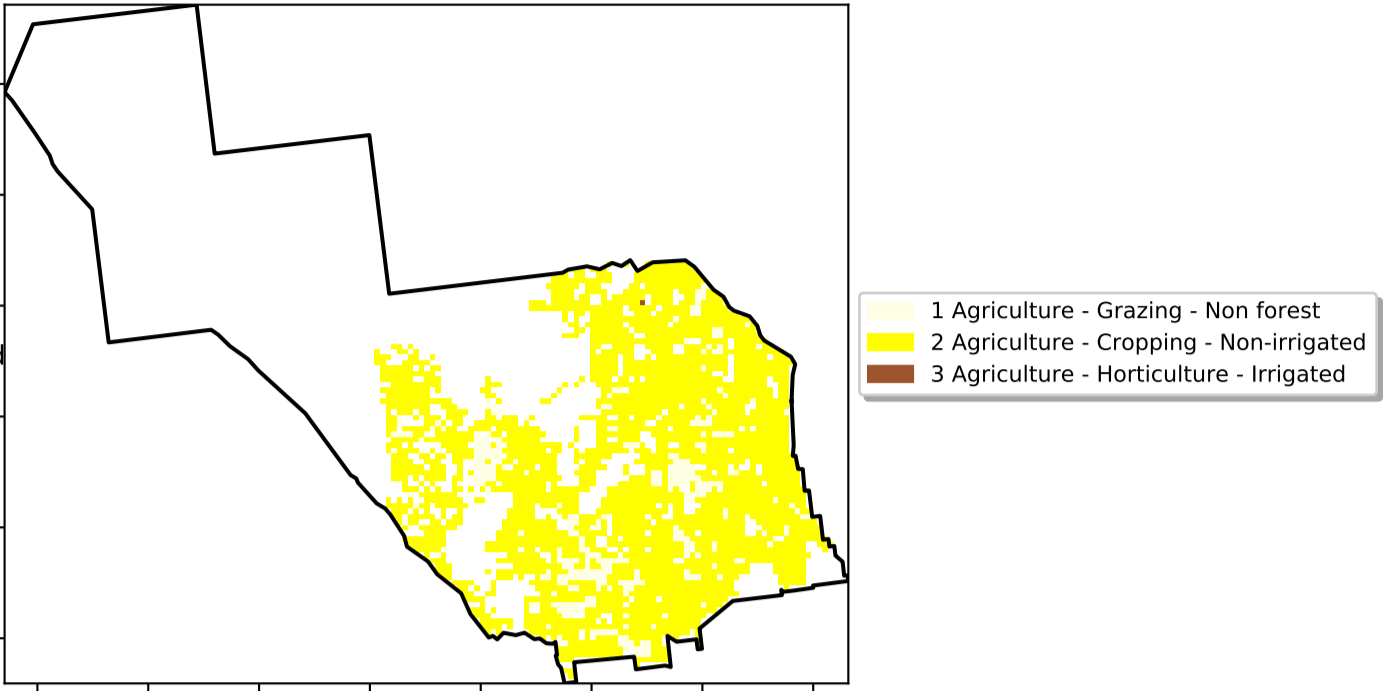 1 Agriculture - Grazing - Non forest
2 Agriculture - Cropping - Non-irrigated
3 Agriculture - Horticulture - Irrigated